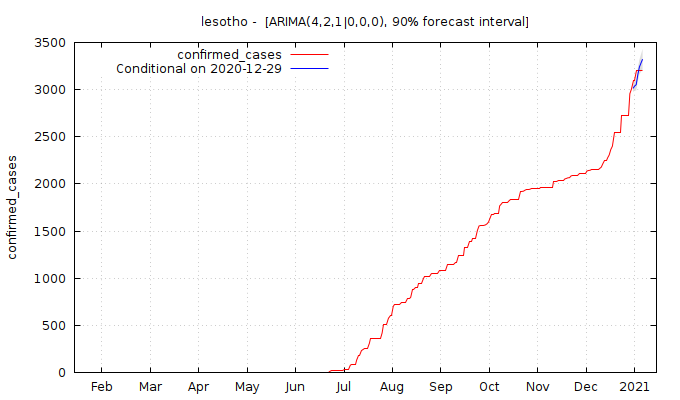 lesotho -  [ARIMA(4,2,1|0,0,0), 90% forecast interval]
confirmed_cases
Conditional on 2020-12-29
3500
3000
2500
2000
1500
1000
500
0
confirmed_cases
Feb Mar Apr May Jun Jul Aug Sep Oct Nov Dec 2021